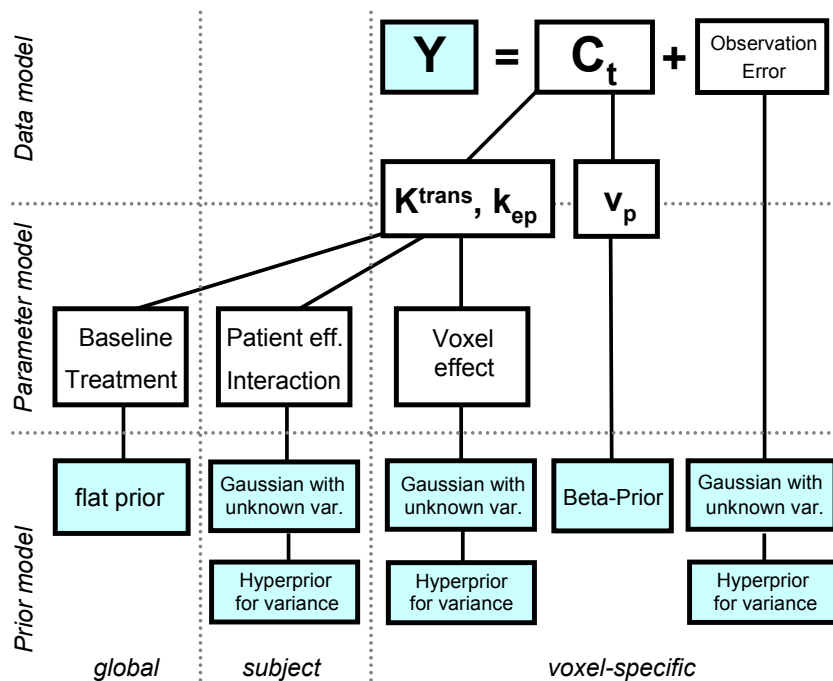 Data model
Y = Cₜ + Observation
Error
Kᵗʳᵃⁿˢ, kₑₚ
vₚ
Parameter model
Baseline
Treatment
Patient eff.
Interaction
Voxel
effect
Prior model
flat prior
Gaussian with
unknown var.
Gaussian with
unknown var.
Beta-Prior
Gaussian with
unknown var.
Hyperprior
for variance
Hyperprior
for variance
Hyperprior
for variance
global
subject
voxel-specific